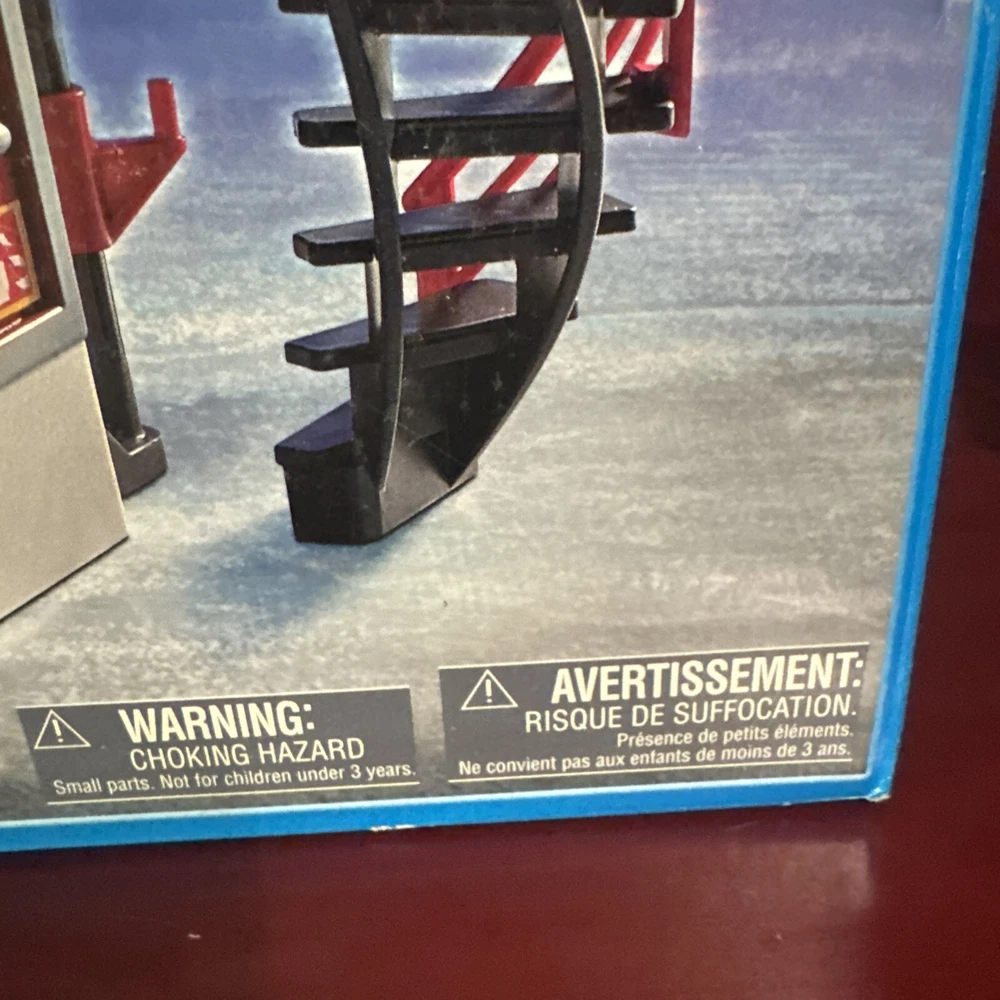 WARNING:
CHOKING HAZARD
Small parts. Not for children under 3 years.
AVERTISSEMENT:
RISQUE DE SUFFOCATION.
Présence de petits éléments.
Ne convient pas aux enfants de moins de 3 ans.